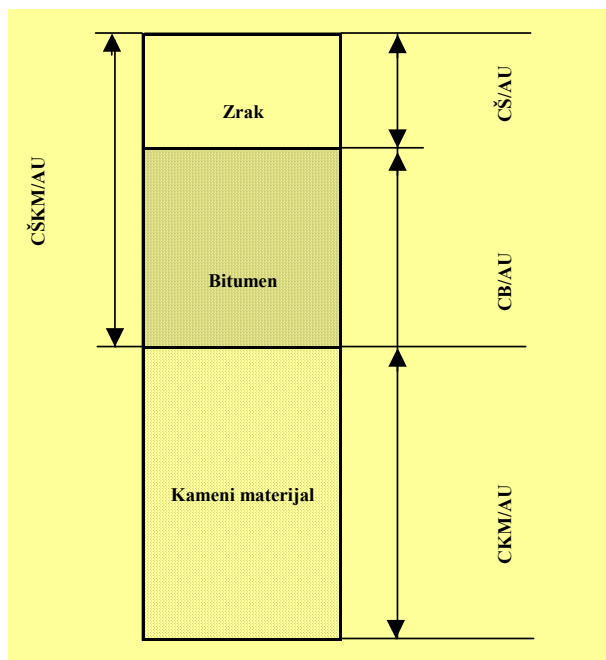 CŠKM/AU
Zrak
CŠ/AU
Bitumen
CB/AU
Kameni materijal
CKM/AU